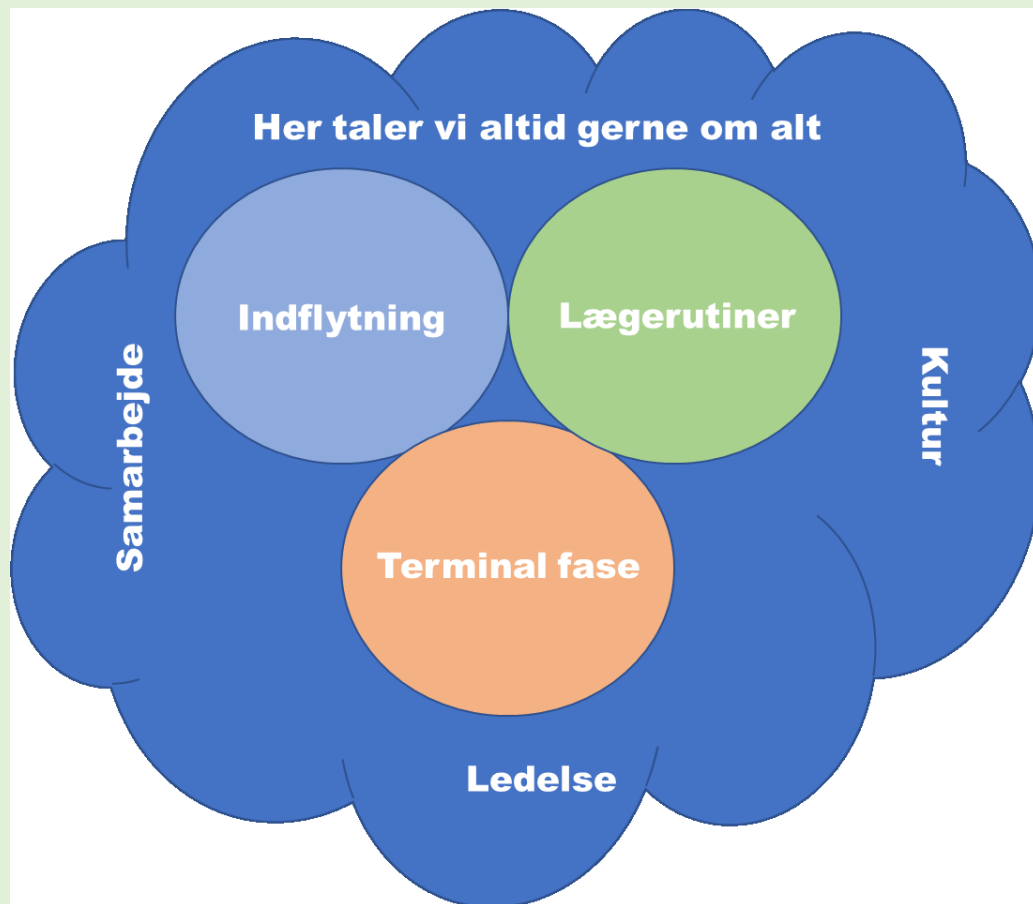 Her taler vi altid gerne om alt
Indflytning
Lægerutiner
Samarbejde
Kultur
Terminal fase
Ledelse